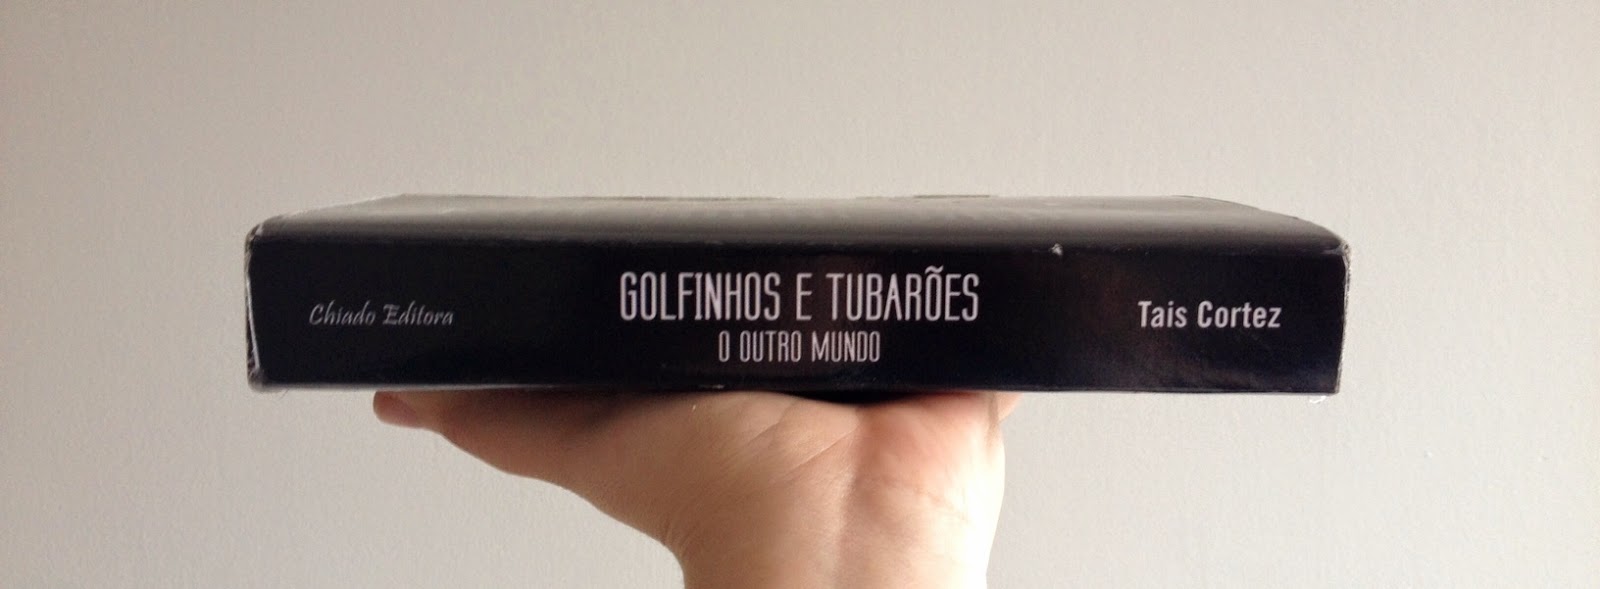 Chiado Editora
GOLFINHOS E TUBARÕES
O OUTRO MUNDO
Tais Cortez